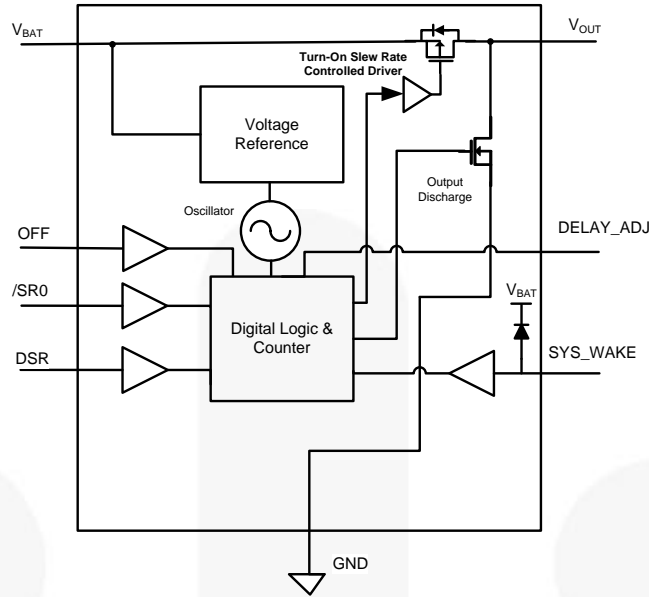 VBAT
VOUT
Turn-On Slew Rate
Controlled Driver
Voltage
Reference
Output
Discharge
Oscillator
OFF
DELAY_ADJ
/SR0
VBAT
Digital Logic &
Counter
SYS_WAKE
DSR
GND